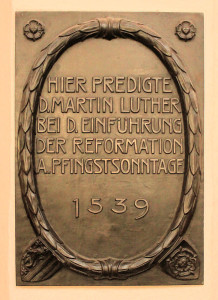 HIER PREDIGTE
D. MARTIN LUTHER
BEI D. EINFÜHRUNG
DER REFORMATION
A. PFINGSTSONNTAGE
1539